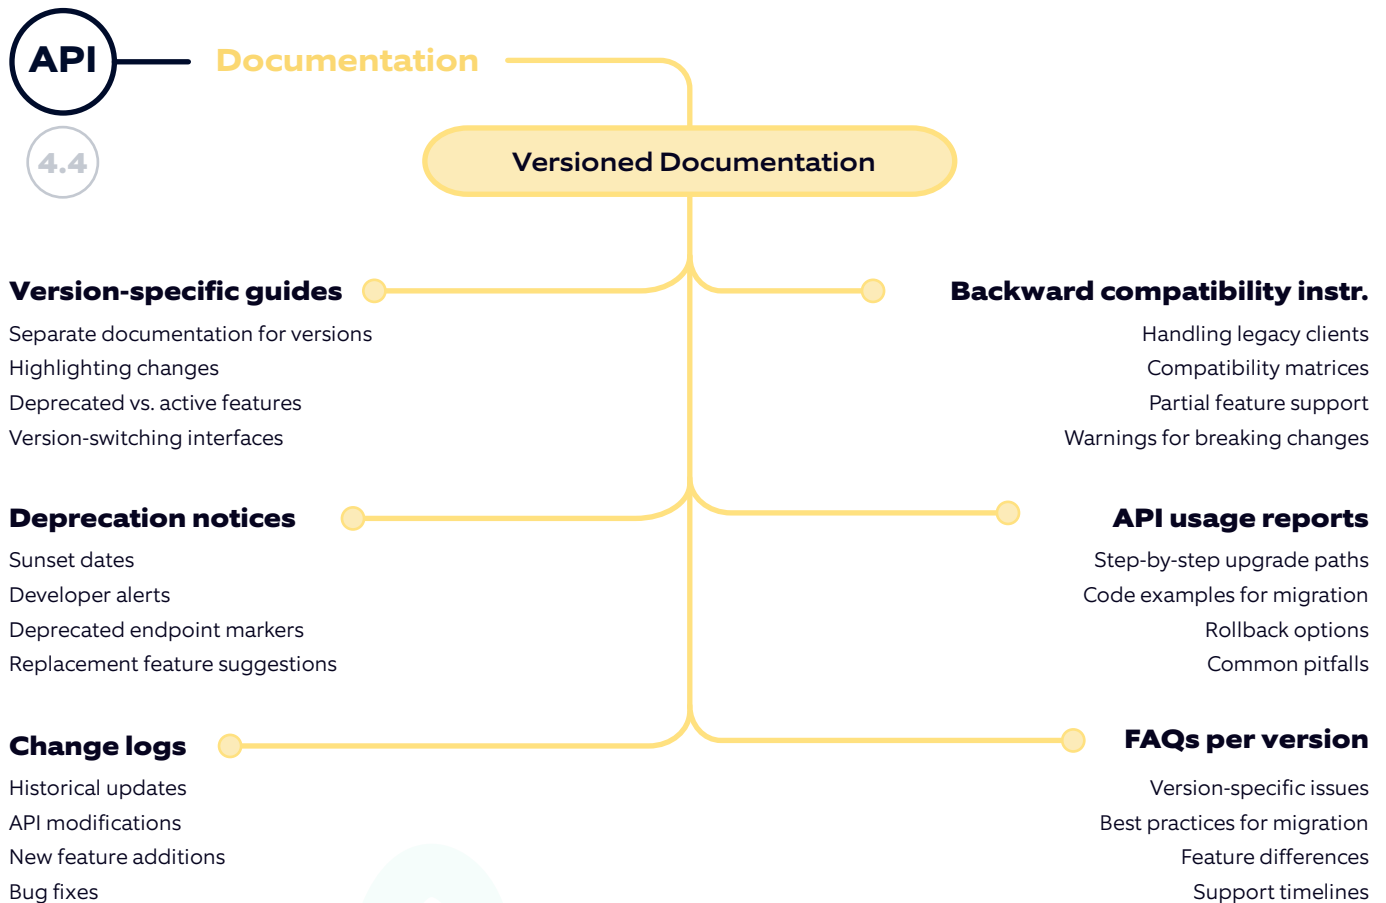 API
Documentation
4.4
Versioned Documentation
Version-specific guides
Separate documentation for versions
Highlighting changes
Deprecated vs. active features
Version-switching interfaces
Backward compatibility instr.
Handling legacy clients
Compatibility matrices
Partial feature support
Warnings for breaking changes
Deprecation notices
Sunset dates
Developer alerts
Deprecated endpoint markers
Replacement feature suggestions
API usage reports
Step-by-step upgrade paths
Code examples for migration
Rollback options
Common pitfalls
Change logs
Historical updates
API modifications
New feature additions
Bug fixes
FAQs per version
Version-specific issues
Best practices for migration
Feature differences
Support timelines